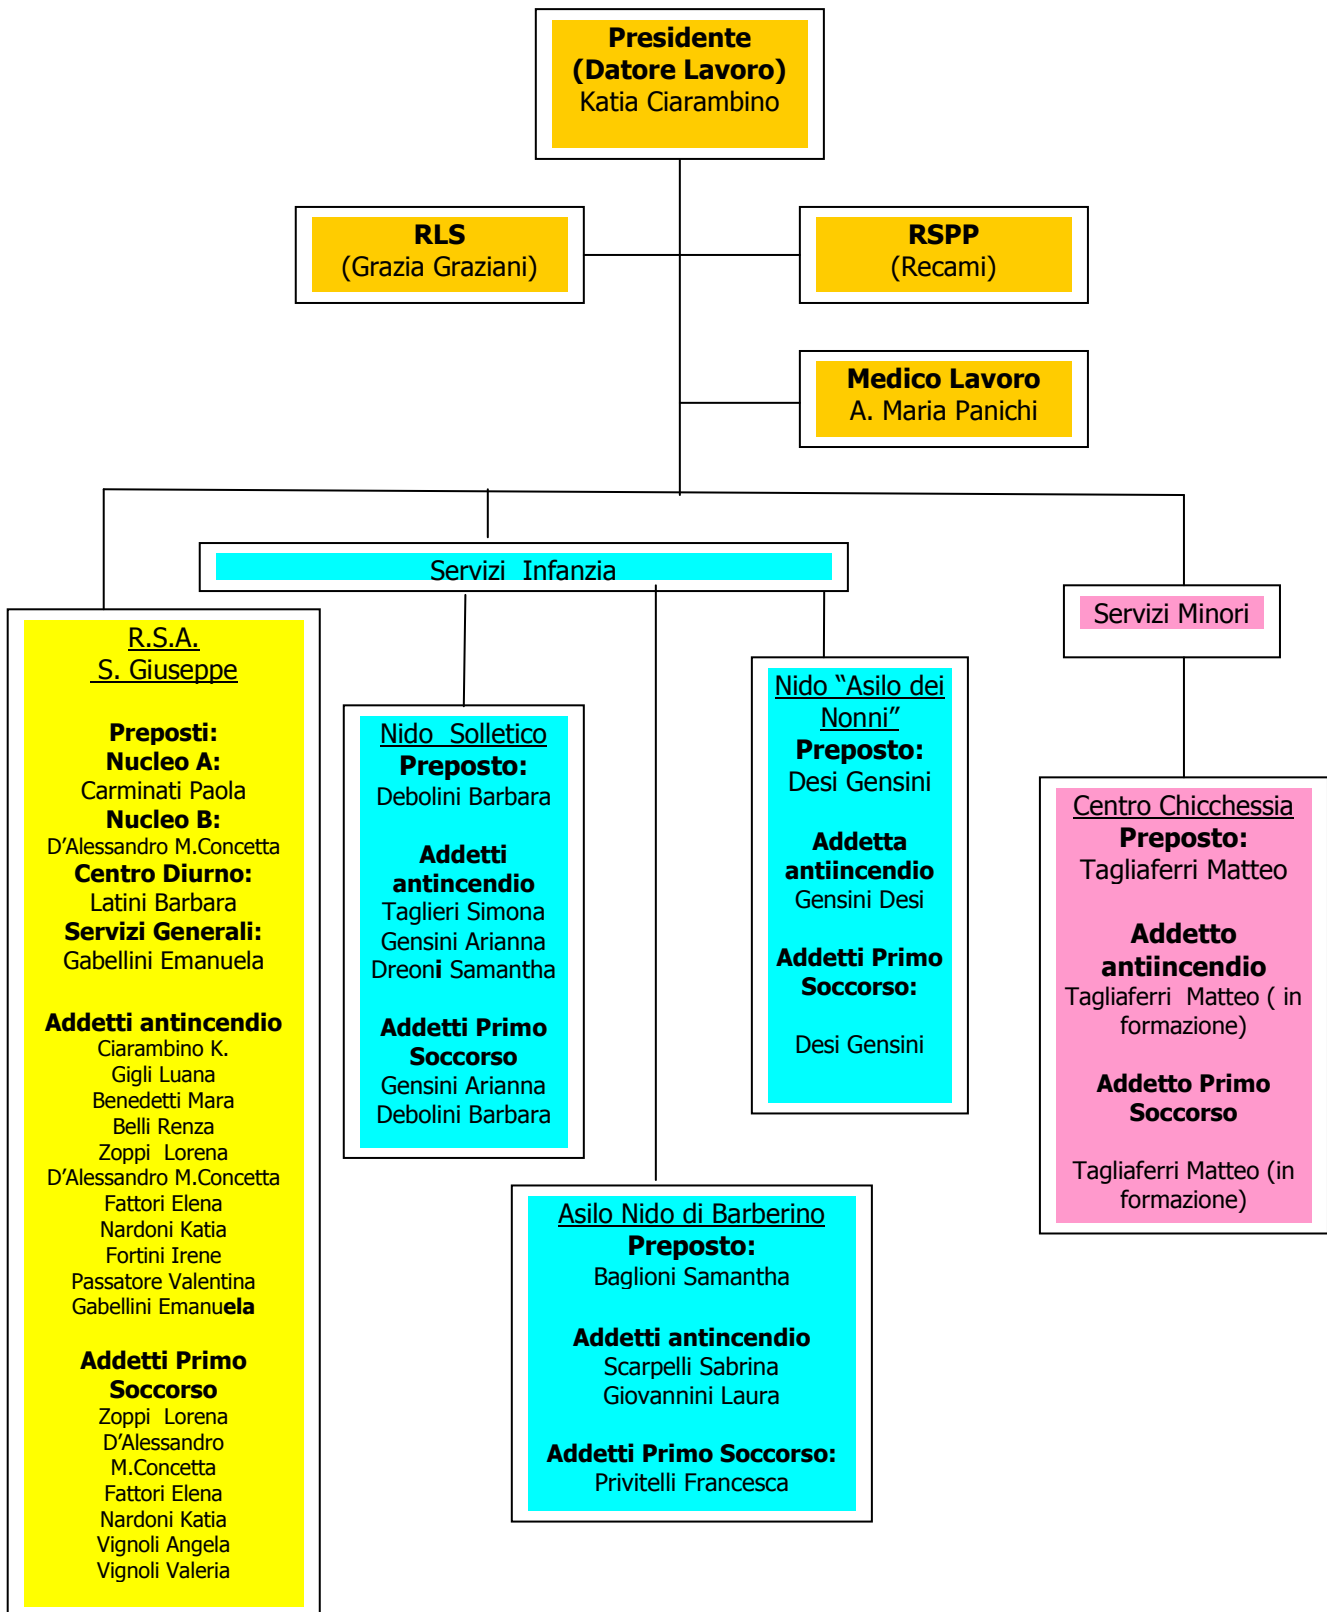 Presidente
(Datore Lavoro)
Katia Ciarambino
RLS
(Grazia Graziani)
RSPP
(Recami)
Medico Lavoro
A. Maria Panichi
Servizi Infanzia
Servizi Minori
R.S.A.
S. Giuseppe
Preposti:
Nucleo A:
Carminati Paola
Nucleo B:
D'Alessandro M.Concetta
Centro Diurno:
Latini Barbara
Servizi Generali:
Gabellini Emanuela
Addetti antincendio
Ciarambino K.
Gigli Luana
Benedetti Mara
Belli Renza
Zoppi Lorena
D'Alessandro M.Concetta
Fattori Elena
Nardoni Katia
Fortini Irene
Passatore Valentina
Gabellini Emanuela
Addetti Primo
Soccorso
Zoppi Lorena
D'Alessandro
M.Concetta
Fattori Elena
Nardoni Katia
Vignoli Angela
Vignoli Valeria
Nido Solletico
Preposto:
Debolini Barbara
Addetti
antincendio
Taglieri Simona
Gensini Arianna
Dreoni Samantha
Addetti Primo
Soccorso
Gensini Arianna
Debolini Barbara
Asilo Nido di Barberino
Preposto:
Baglioni Samantha
Addetti antincendio
Scarpelli Sabrina
Giovannini Laura
Addetti Primo Soccorso:
Privitelli Francesca
Nido “Asilo dei
Nonni”
Preposto:
Desi Gensini
Addetta
antiincendio
Gensini Desi
Addetti Primo
Soccorso:
Desi Gensini
Centro Chicchessia
Preposto:
Tagliaferri Matteo
Addetto
antiincendio
Tagliaferri Matteo ( in
formazione)
Addetto Primo
Soccorso
Tagliaferri Matteo (in
formazione)